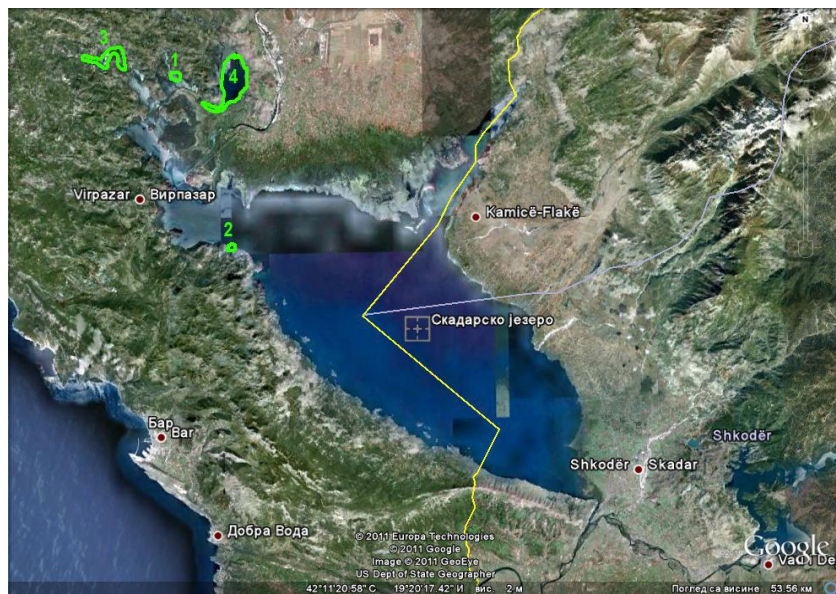 N
3
1
4
Virpazar Вирпазар
Kamicë-Flakë
2
Скадарско језеро
Бар
Bar
Shkodër
Shkodër Skadar
Добра Вода
© 2011 Europa Technologies
© 2011 Google
Image © 2011 GeoEye
US Dept of State Geographer
Google
42°11'20.58" С 19°20'17.42" И вис. 2 м Поглед са висине 53.56 км